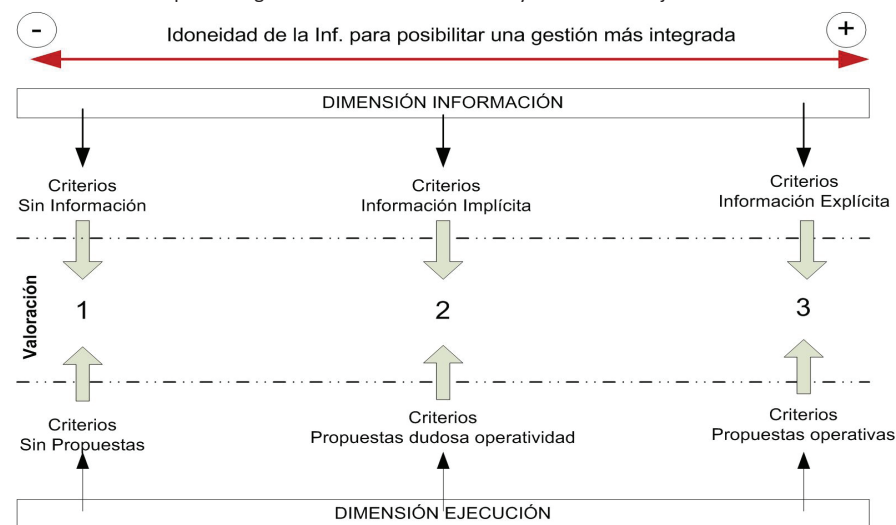 - Idoneidad de la Inf. para posibilitar una gestión más integrada +
DIMENSIÓN INFORMACIÓN
Criterios
Sin Información
Criterios
Información Implícita
Criterios
Información Explícita
Valoración
1
2
3
Criterios
Sin Propuestas
Criterios
Propuestas dudosa operatividad
Criterios
Propuestas operativas
DIMENSIÓN EJECUCIÓN